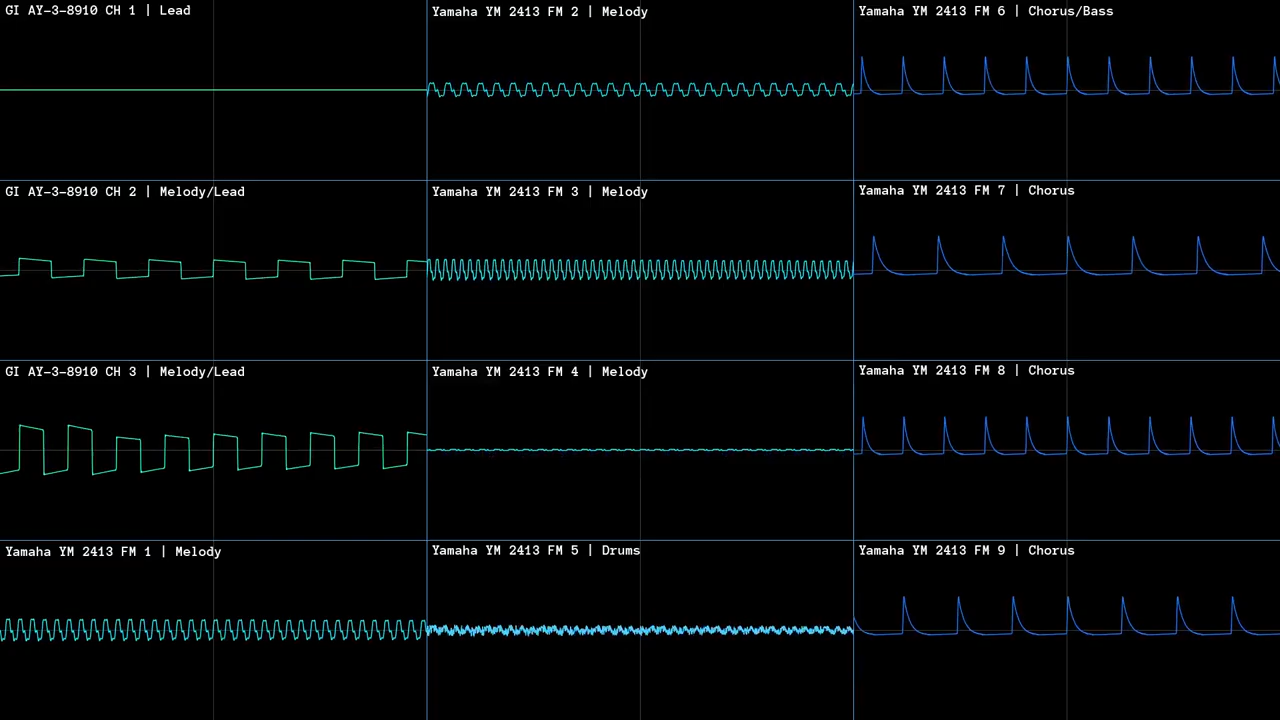 GI AY-3-8910 CH 1 | Lead
GI AY-3-8910 CH 2 | Melody/Lead
GI AY-3-8910 CH 3 | Melody/Lead
Yamaha YM 2413 FM 1 | Melody
Yamaha YM 2413 FM 2 | Melody
Yamaha YM 2413 FM 3 | Melody
Yamaha YM 2413 FM 4 | Melody
Yamaha YM 2413 FM 5 | Drums
Yamaha YM 2413 FM 6 | Chorus/Bass
Yamaha YM 2413 FM 7 | Chorus
Yamaha YM 2413 FM 8 | Chorus
Yamaha YM 2413 FM 9 | Chorus